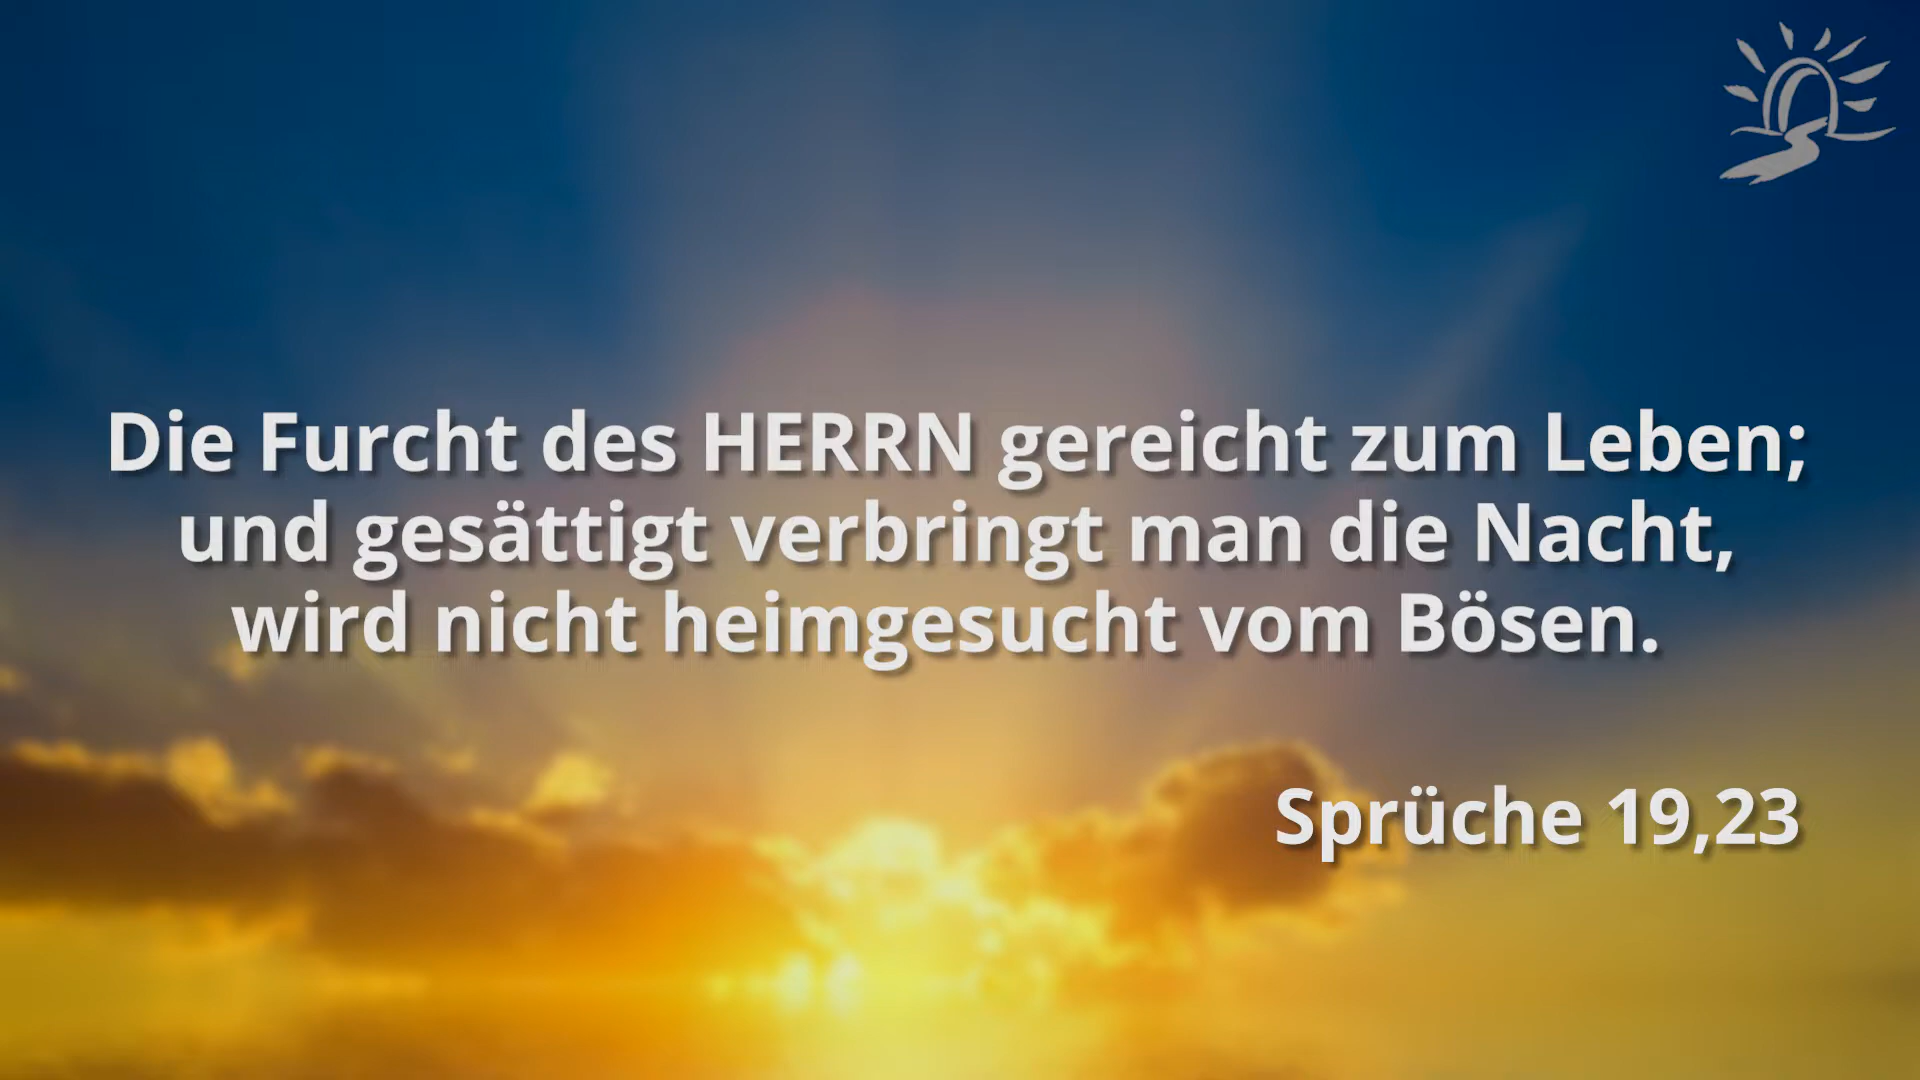 Die Furcht des HERRN gereicht zum Leben;
und gesättigt verbringt man die Nacht,
wird nicht heimgesucht vom Bösen.
Sprüche 19,23